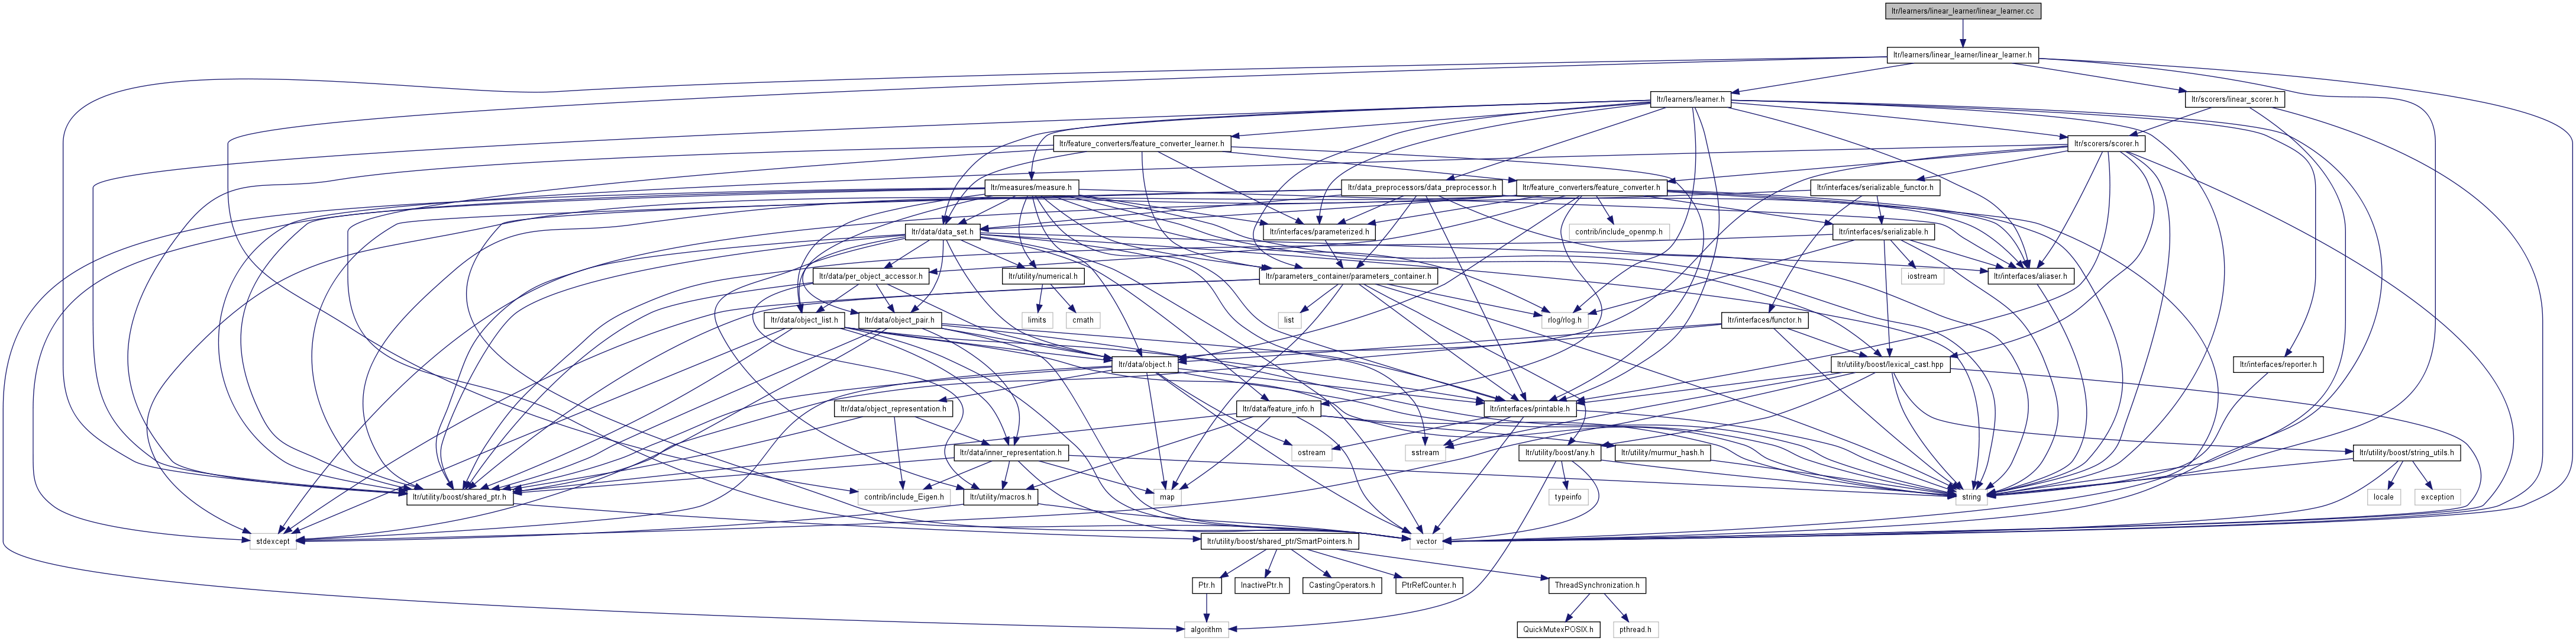 ltr/learners/linear_learner/linear_learner.cc
ltr/learners/linear_learner/linear_learner.h
ltr/learners/learner.h
ltr/scorers/linear_scorer.h
ltr/feature_converters/feature_converter_learner.h
ltr/scorers/scorer.h
ltr/measures/measure.h
ltr/data_preprocessors/data_preprocessor.h
ltr/feature_converters/feature_converter.h
ltr/interfaces/serializable_functor.h
ltr/data/data_set.h
ltr/interfaces/parameterized.h
contrib/include_openmp.h
ltr/interfaces/serializable.h
ltr/data/per_object_accessor.h
ltr/utility/numerical.h
ltr/parameters_container/parameters_container.h
iostream
ltr/interfaces/aliaser.h
ltr/data/object_list.h
ltr/data/object_pair.h
limits
cmath
list
rlog/rlog.h
ltr/interfaces/functor.h
ltr/data/object.h
ltr/utility/boost/lexical_cast.hpp
ltr/interfaces/reporter.h
ltr/data/object_representation.h
ltr/data/feature_info.h
ltr/interfaces/printable.h
ltr/data/inner_representation.h
ostream
sstream
ltr/utility/boost/any.h
ltr/utility/murmur_hash.h
ltr/utility/boost/string_utils.h
ltr/utility/boost/shared_ptr.h
contrib/include_Eigen.h
ltr/utility/macros.h
map
typeinfo
string
locale
exception
stdexcept
ltr/utility/boost/shared_ptr/SmartPointers.h
vector
Ptr.h
InactivePtr.h
CastingOperators.h
PtrRefCounter.h
ThreadSynchronization.h
algorithm
QuickMutexPOSIX.h
pthread.h